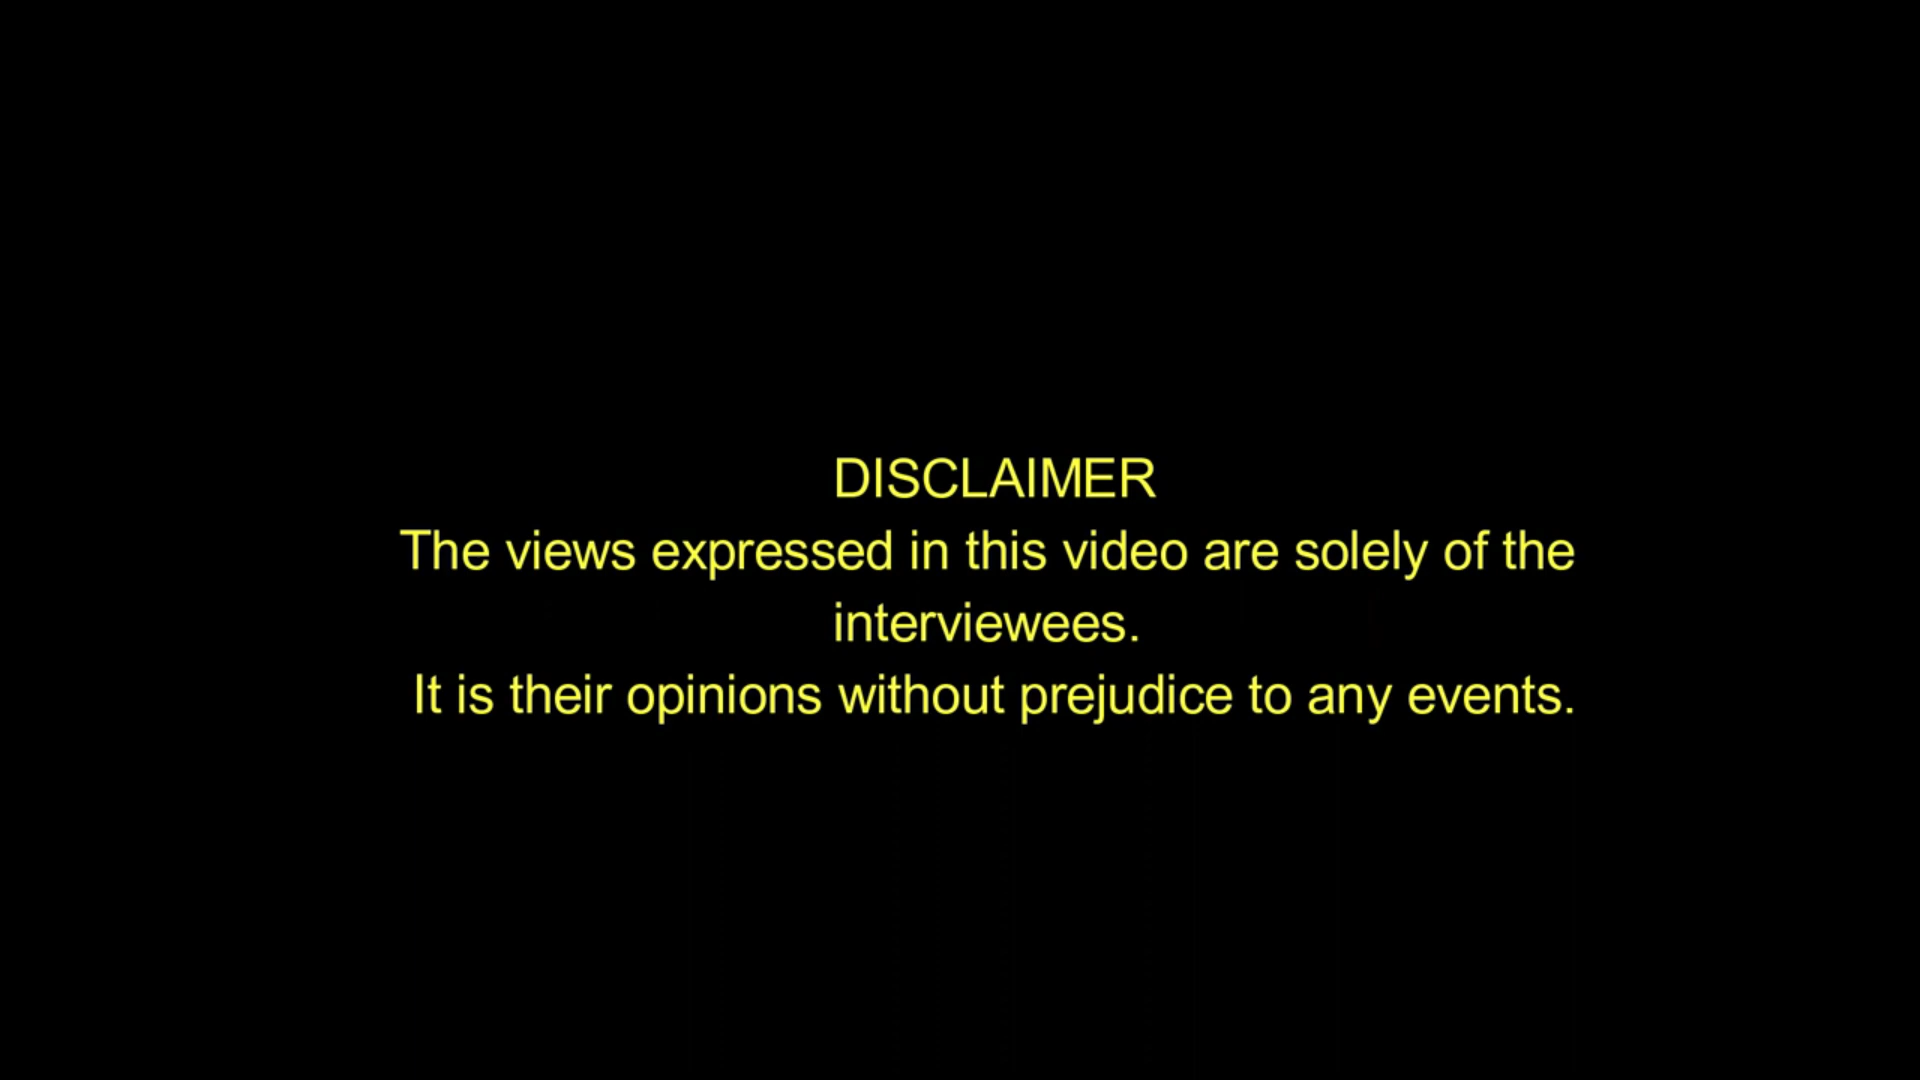 DISCLAIMER
The views expressed in this video are solely of the
interviewees.
It is their opinions without prejudice to any events.